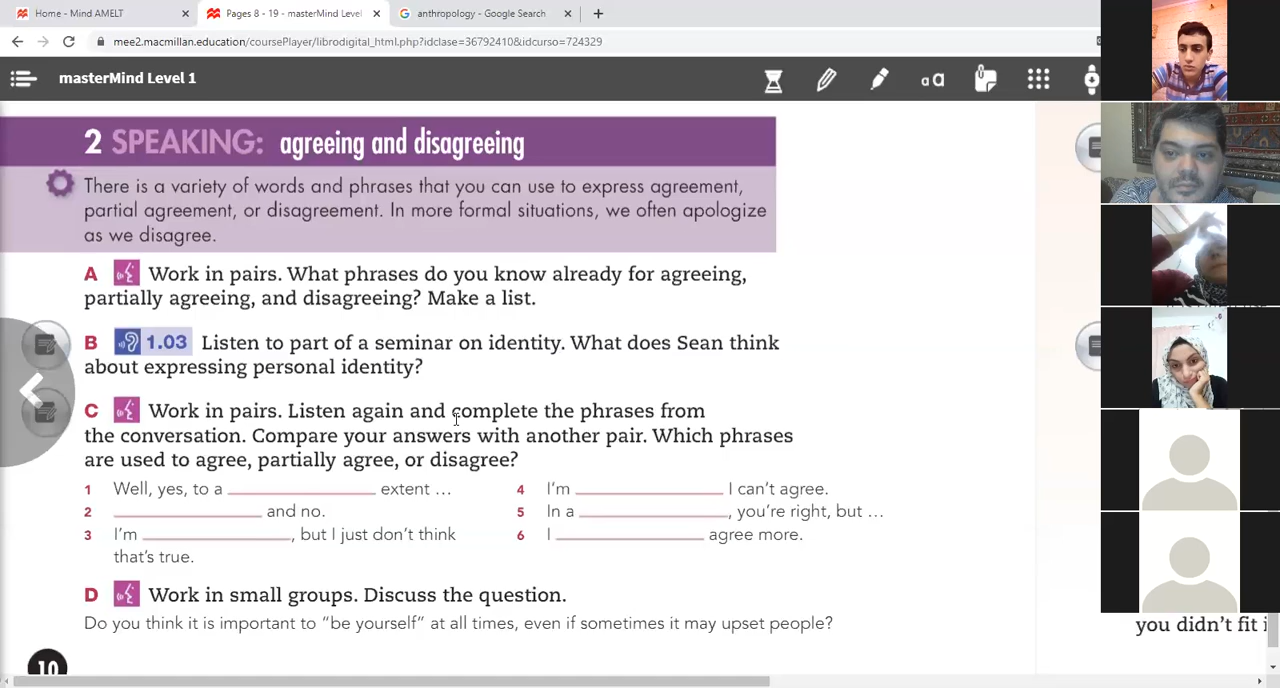 Home - Mind AMELT
Pages 8 - 19 - masterMind Level
anthropology - Google Search
mee2.macmillan.education/coursePlayer/librodigital_html.php?idclase=36792410&idcurso=724329
masterMind Level 1
a a
2 SPEAKING: agreeing and disagreeing
There is a variety of words and phrases that you can use to express agreement,
partial agreement, or disagreement. In more formal situations, we often apologize
as we disagree.
A Work in pairs. What phrases do you know already for agreeing,
partially agreeing, and disagreeing? Make a list.
B 1.03 Listen to part of a seminar on identity. What does Sean think
about expressing personal identity?
C Work in pairs. Listen again and complete the phrases from
the conversation. Compare your answers with another pair. Which phrases
are used to agree, partially agree, or disagree?
1 Well, yes, to a ____________ extent …
2 ____________ and no.
3 I'm ____________, but I just don't think
that's true.
4 I'm ____________ I can't agree.
5 In a ____________, you're right, but …
6 I ____________ agree more.
D Work in small groups. Discuss the question.
Do you think it is important to “be yourself” at all times, even if sometimes it may upset people?
you didn't fit i
10